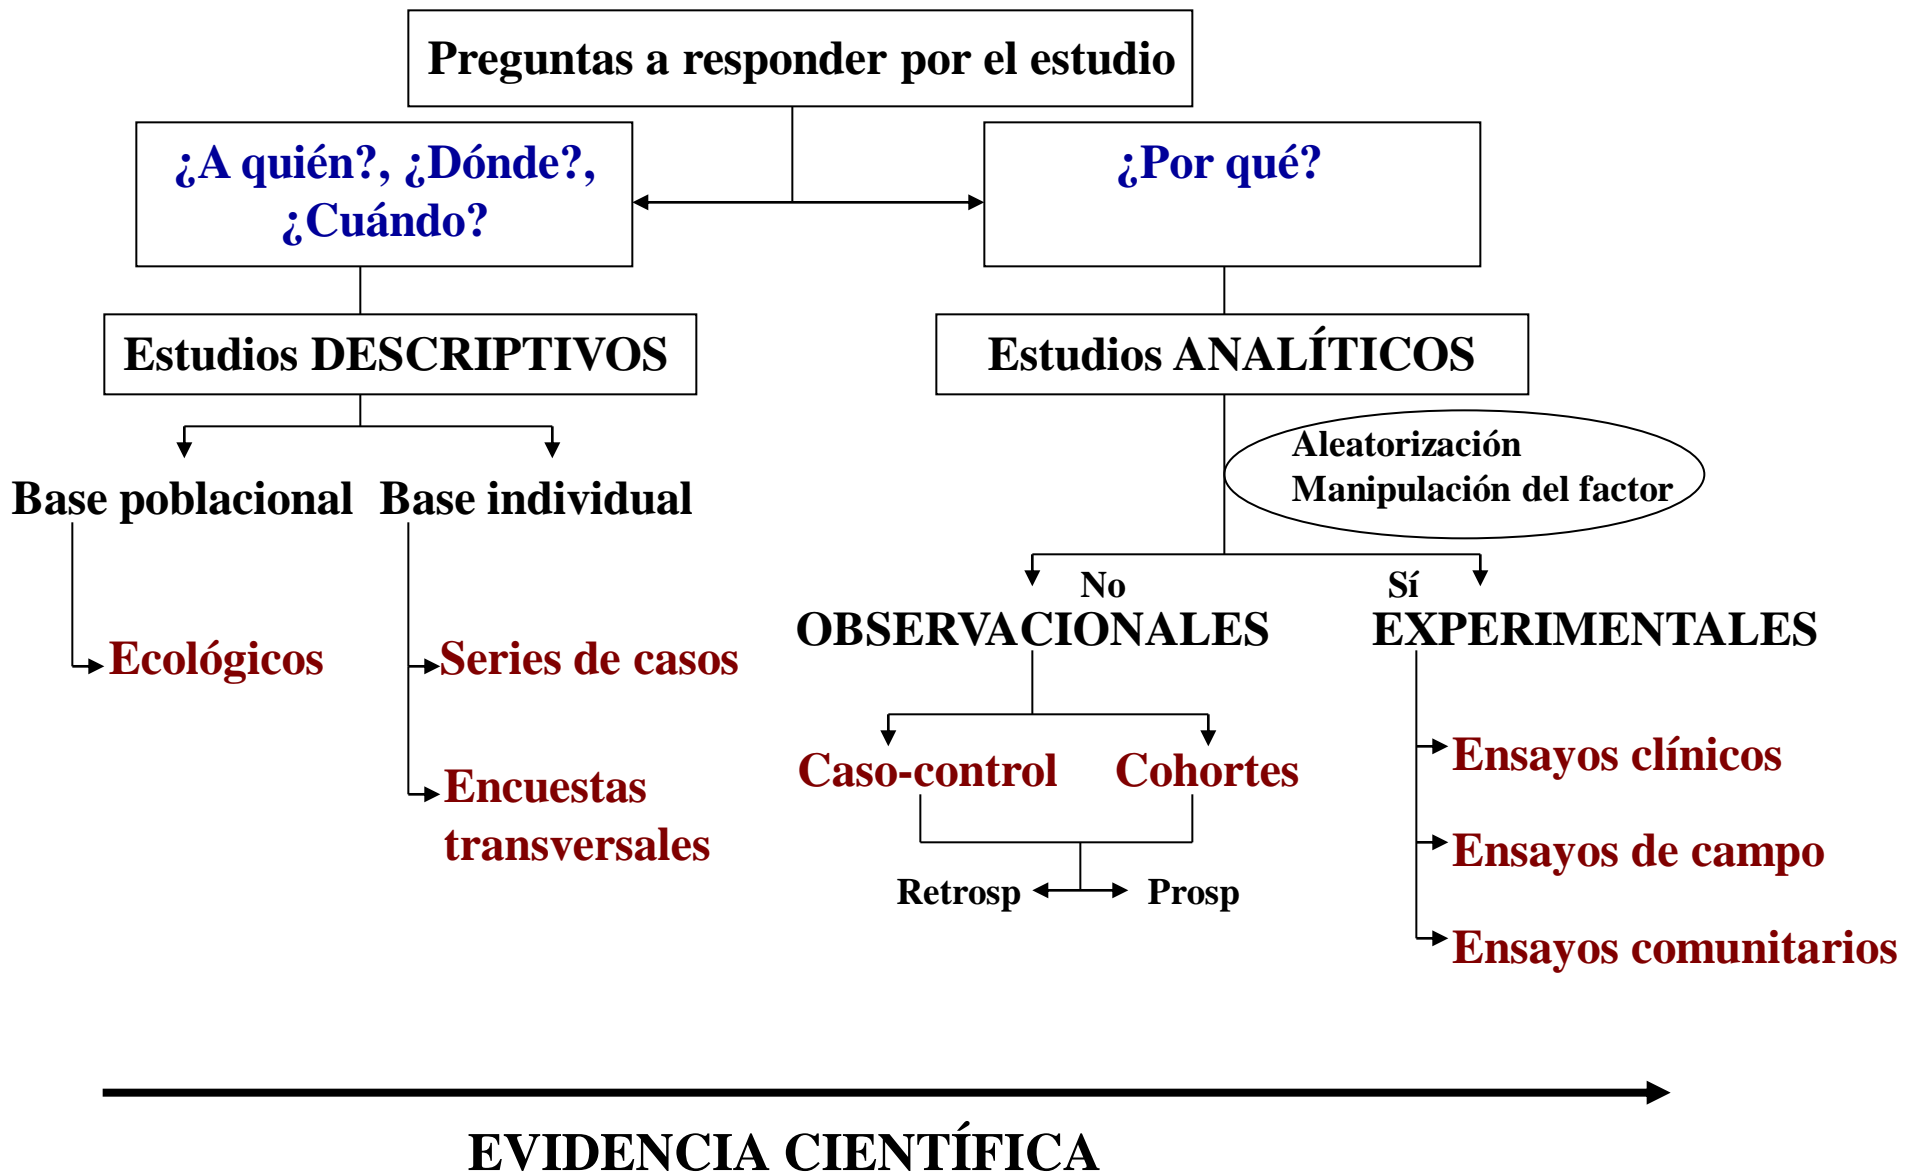 Preguntas a responder por el estudio
¿A quién?, ¿Dónde?,
¿Cuándo?
¿Por qué?
Estudios DESCRIPTIVOS
Estudios ANALÍTICOS
Aleatorización
Manipulación del factor
Base poblacional
Base individual
No
Sí
OBSERVACIONALES
EXPERIMENTALES
Ecológicos
Series de casos
Encuestas
transversales
Caso-control
Cohortes
Retrosp
Prosp
Ensayos clínicos
Ensayos de campo
Ensayos comunitarios
EVIDENCIA CIENTÍFICA